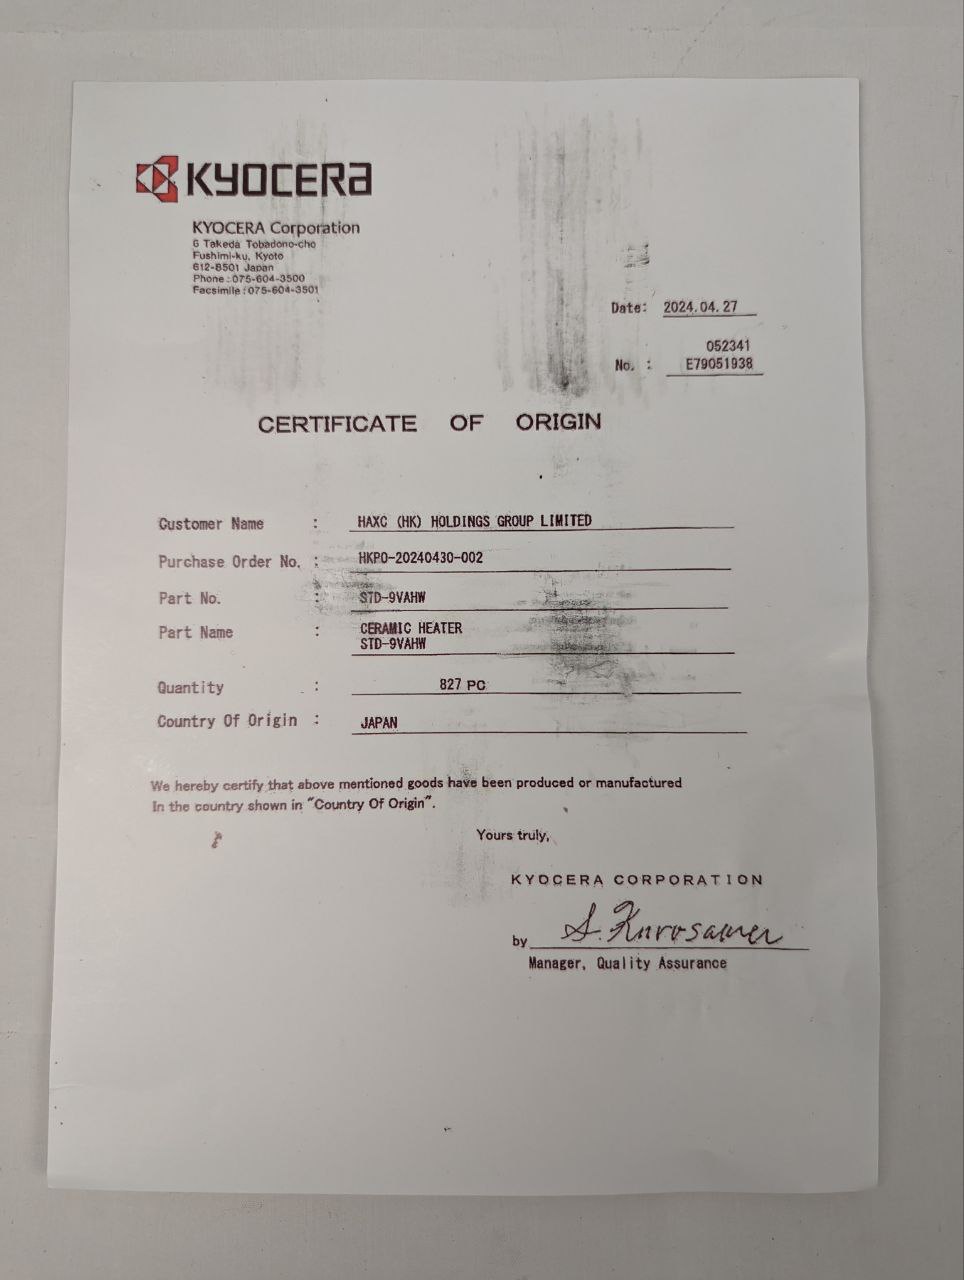 KYOCERA
KYOCERA Corporation
6 Takeda Tobadono-cho
Fushimi-ku, Kyoto
612-8501 Japan
Phone : 075-604-3500
Facsimile : 075-604-3501
Date: 2024.04.27
052341
No. : E79051938
CERTIFICATE OF ORIGIN
Customer Name : HAXC (HK) HOLDINGS GROUP LIMITED
Purchase Order No. : HKPO-20240430-002
Part No. : STD-9VAHW
Part Name : CERAMIC HEATER
STD-9VAHW
Quantity : 827 PC
Country Of Origin : JAPAN
We hereby certify that above mentioned goods have been produced or manufactured
In the country shown in "Country Of Origin".
Yours truly,
KYOCERA CORPORATION
by S. Kurosawa
Manager, Quality Assurance